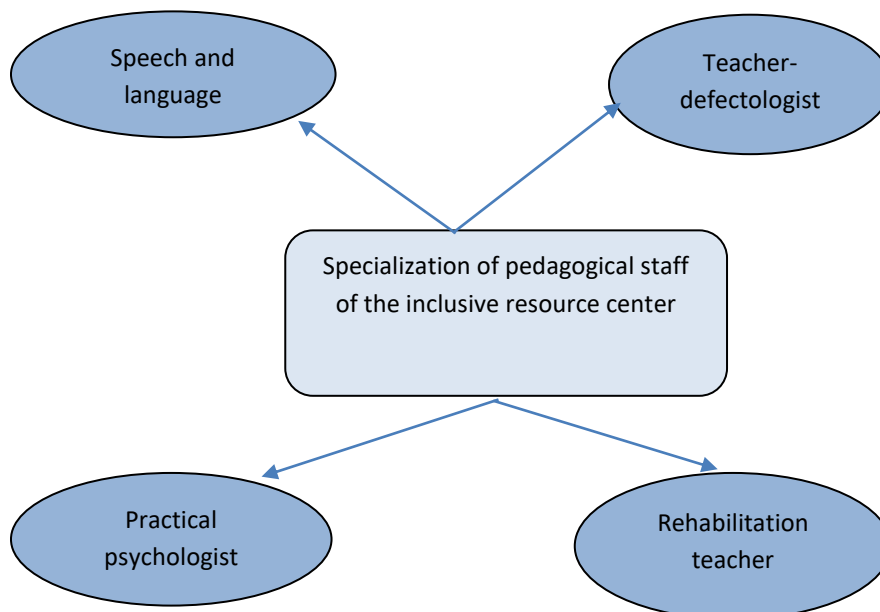 Speech and
language
Teacher-
defectologist
Specialization of pedagogical staff
of the inclusive resource center
Practical
psychologist
Rehabilitation
teacher